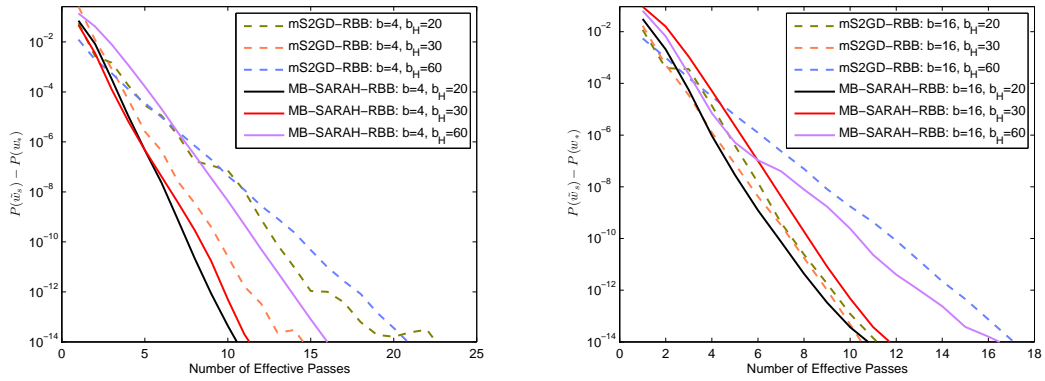 10^-2
10^-4
10^-6
10^-8
10^-10
10^-12
10^-14
P(w̃_s) − P(w_*)
mS2GD−RBB: b=4, b_H=20
mS2GD−RBB: b=4, b_H=30
mS2GD−RBB: b=4, b_H=60
MB−SARAH−RBB: b=4, b_H=20
MB−SARAH−RBB: b=4, b_H=30
MB−SARAH−RBB: b=4, b_H=60
0 5 10 15 20 25
Number of Effective Passes
10^-2
10^-4
10^-6
10^-8
10^-10
10^-12
10^-14
P(w̃_s) − P(w_*)
mS2GD−RBB: b=16, b_H=20
mS2GD−RBB: b=16, b_H=30
mS2GD−RBB: b=16, b_H=60
MB−SARAH−RBB: b=16, b_H=20
MB−SARAH−RBB: b=16, b_H=30
MB−SARAH−RBB: b=16, b_H=60
0 2 4 6 8 10 12 14 16 18
Number of Effective Passes